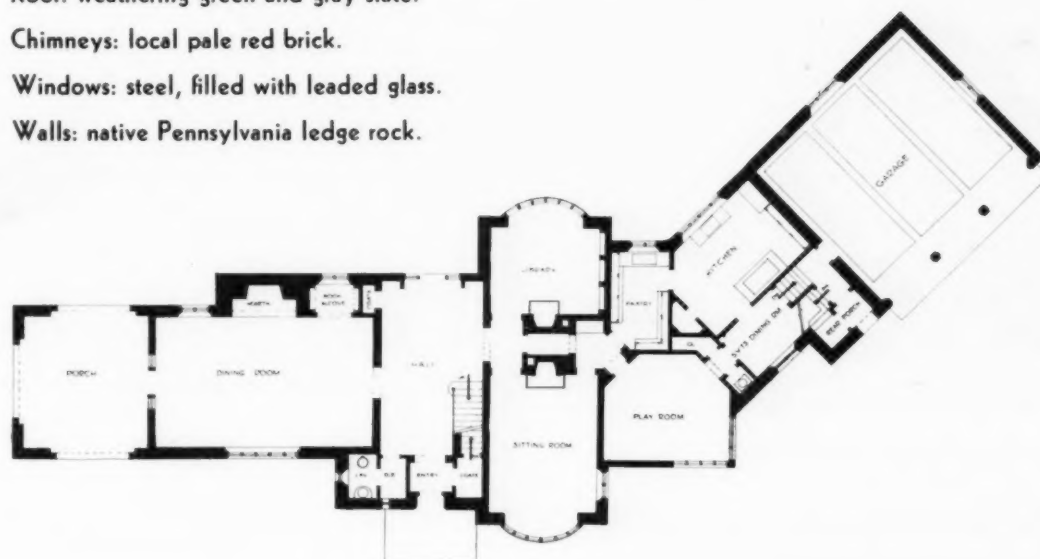 Roof: weathering green and gray slate.
Chimneys: local pale red brick.
Windows: steel, filled with leaded glass.
Walls: native Pennsylvania ledge rock.
GARAGE
KITCHEN
LIBRARY
PANTRY
HEARTH
BOOK
ALCOVE
COATS
REAR PORCH
SVTS DINING RM
CL
PORCH
DINING ROOM
HALL
PLAY ROOM
SITTING ROOM
LAV
ENTRY
COATS